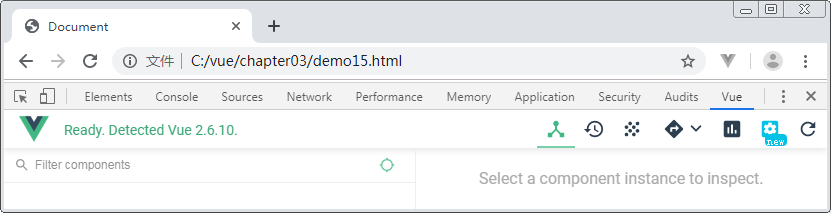 Document
文件 C:/vue/chapter03/demo15.html
Elements Console Sources Network Performance Memory Application Security Audits Vue
Ready. Detected Vue 2.6.10.
new
Filter components
Select a component instance to inspect.